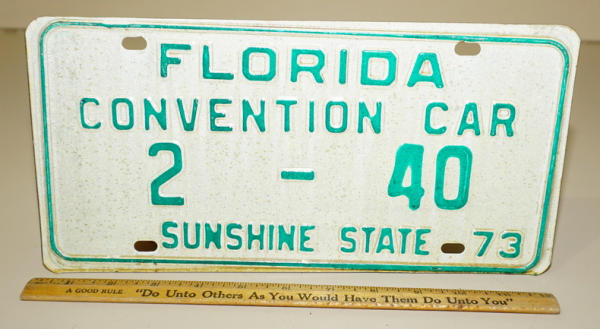 FLORIDA
CONVENTION CAR
2 - 40
SUNSHINE STATE 73
A GOOD RULE "Do Unto Others As You Would Have Them Do Unto You"